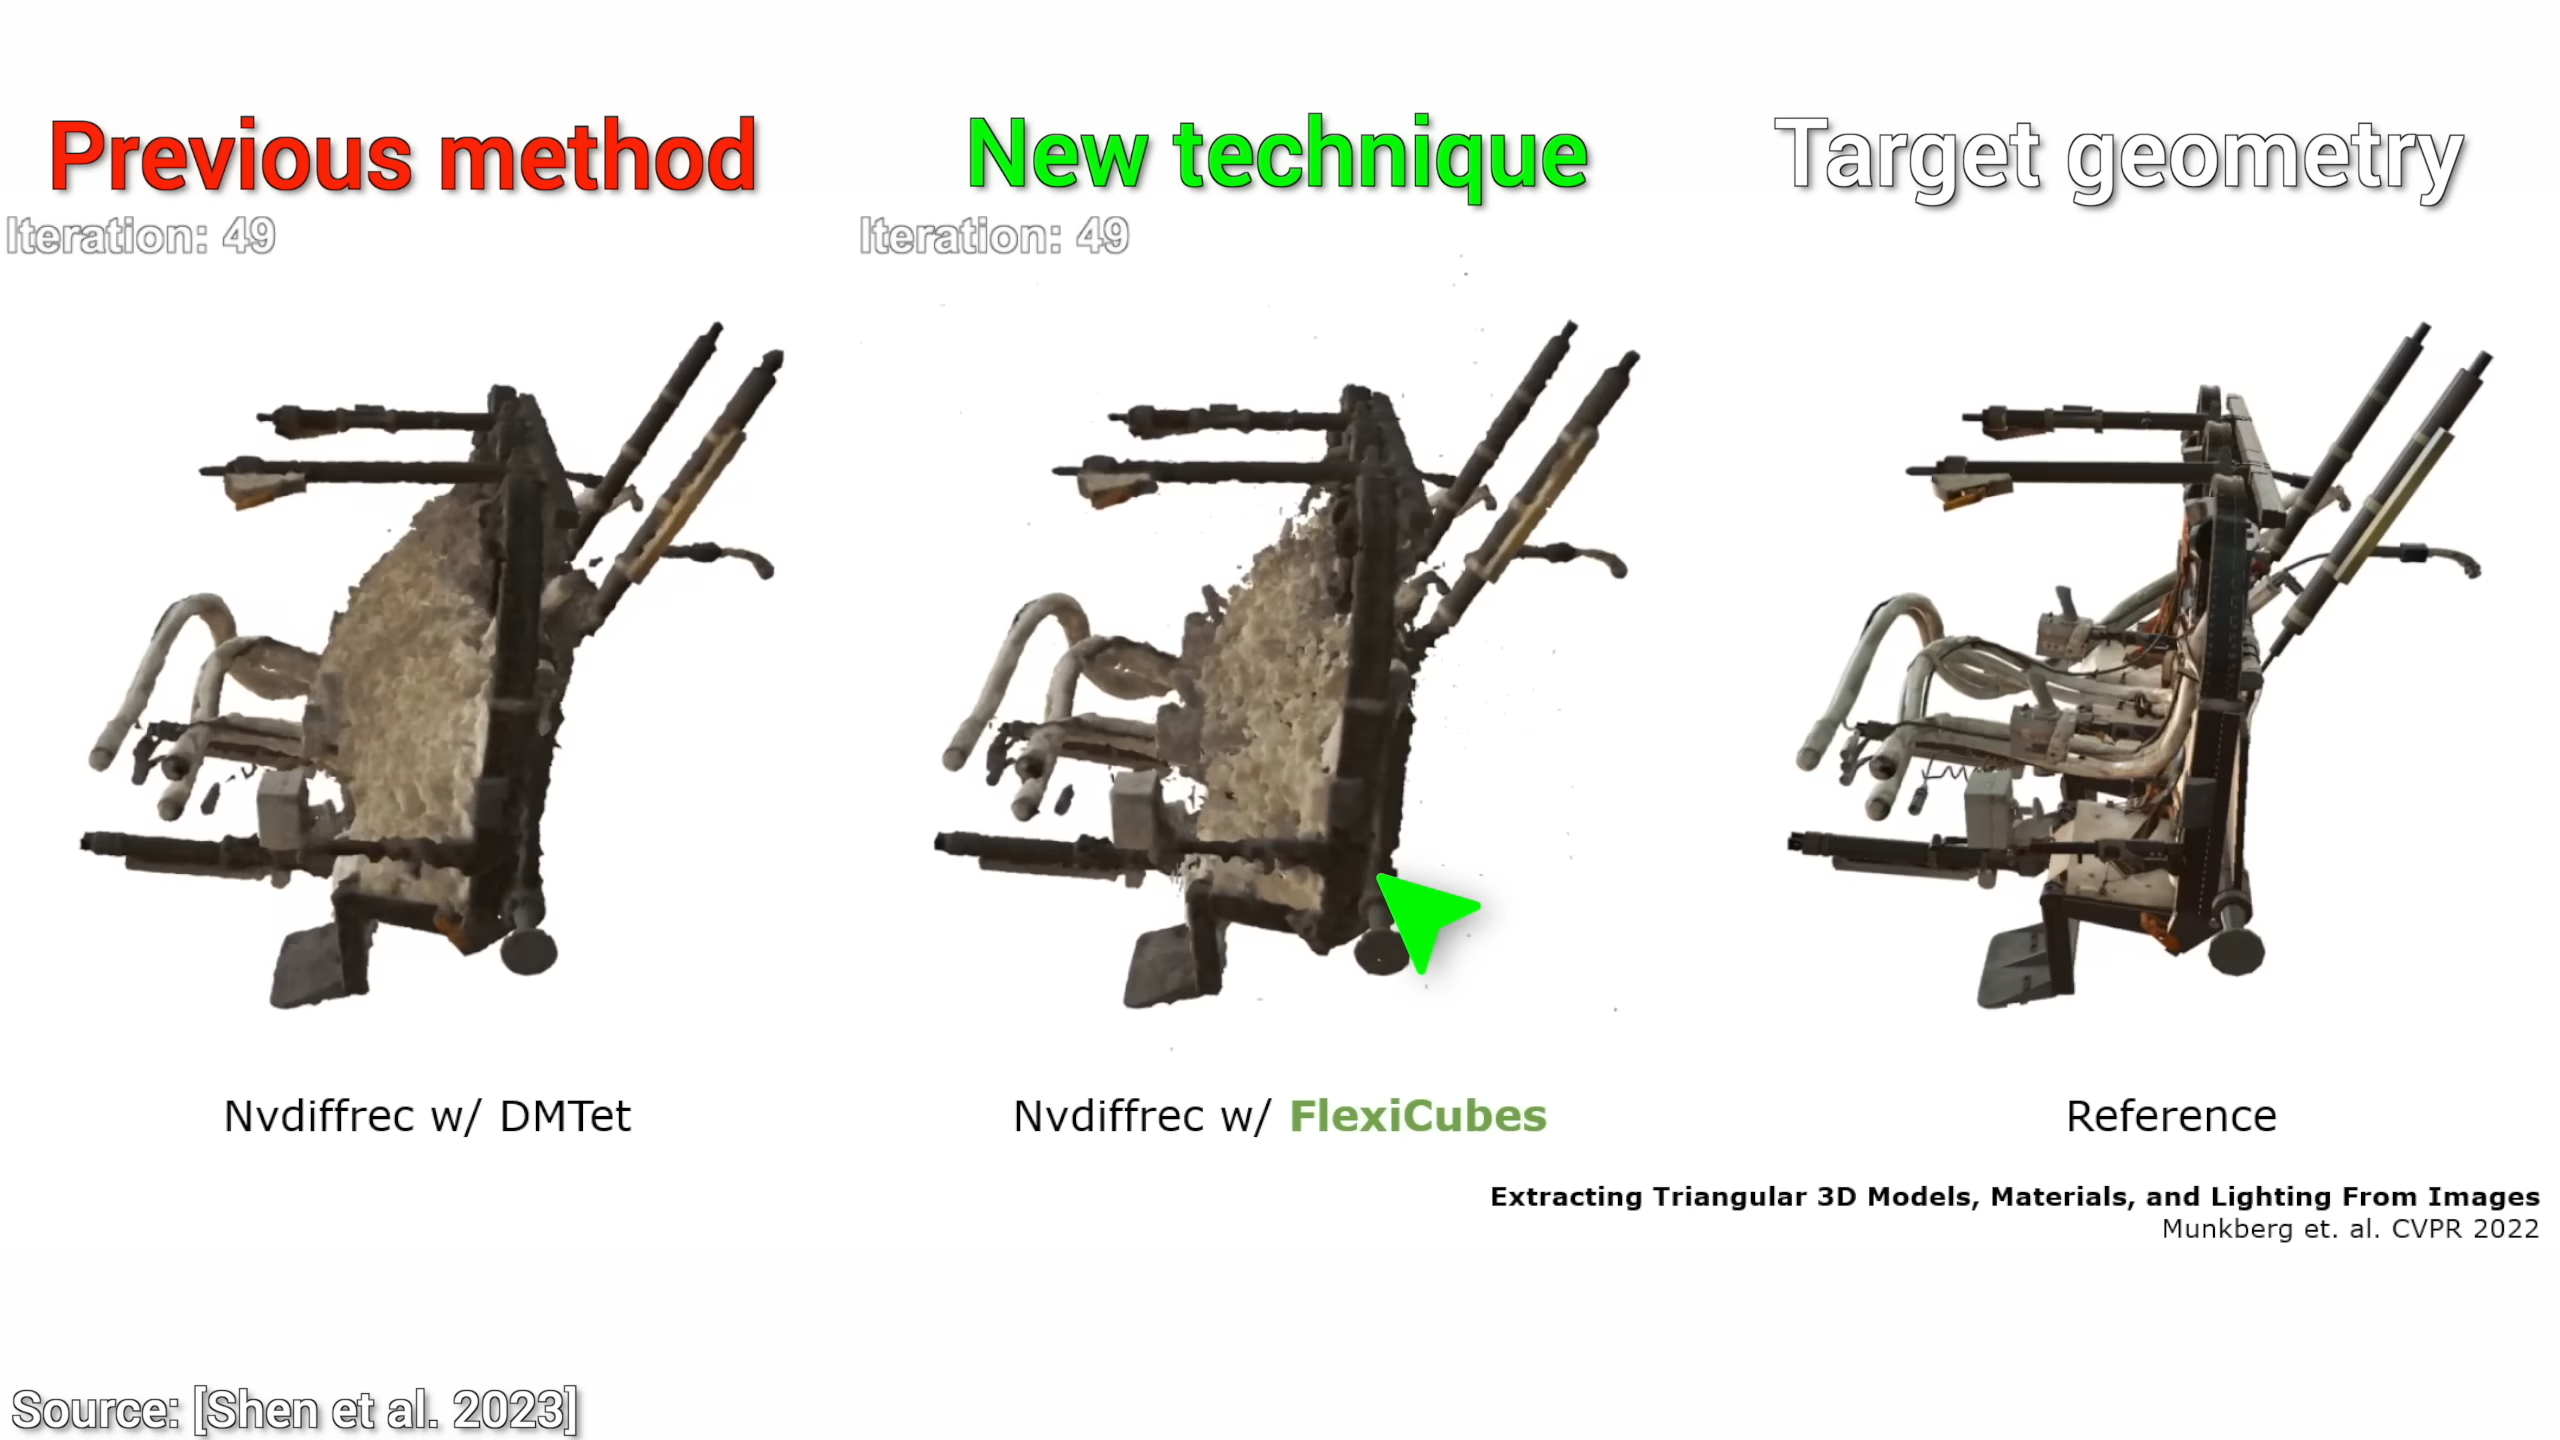 Previous method
New technique
Target geometry
Iteration: 49
Iteration: 49
Nvdiffrec w/ DMTet
Nvdiffrec w/ FlexiCubes
Reference
Extracting Triangular 3D Models, Materials, and Lighting From Images
Munkberg et. al. CVPR 2022
Source: [Shen et al. 2023]